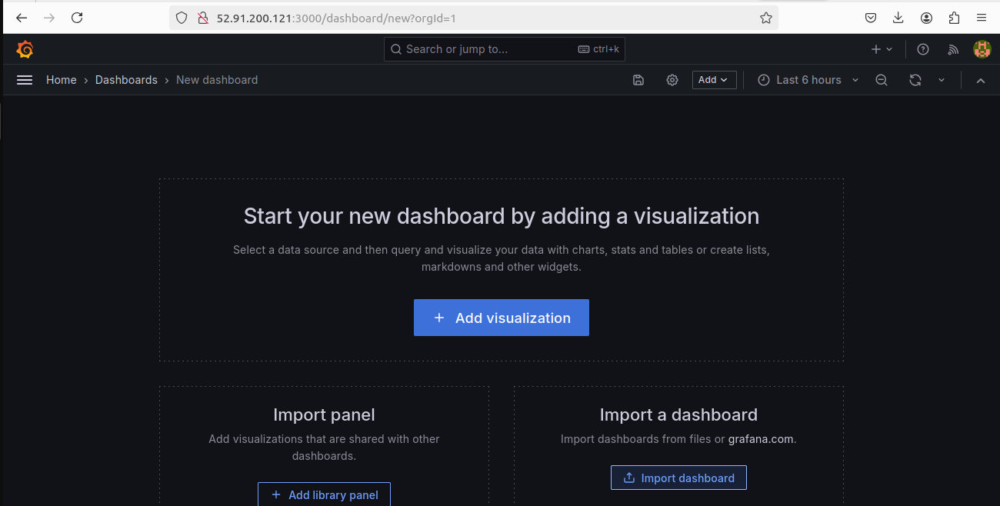 52.91.200.121:3000/dashboard/new?orgId=1
Search or jump to... ctrl+k
Home › Dashboards › New dashboard Add Last 6 hours
Start your new dashboard by adding a visualization
Select a data source and then query and visualize your data with charts, stats and tables or create lists,
markdowns and other widgets.
+ Add visualization
Import panel
Add visualizations that are shared with other
dashboards.
+ Add library panel
Import a dashboard
Import dashboards from files or grafana.com.
Import dashboard